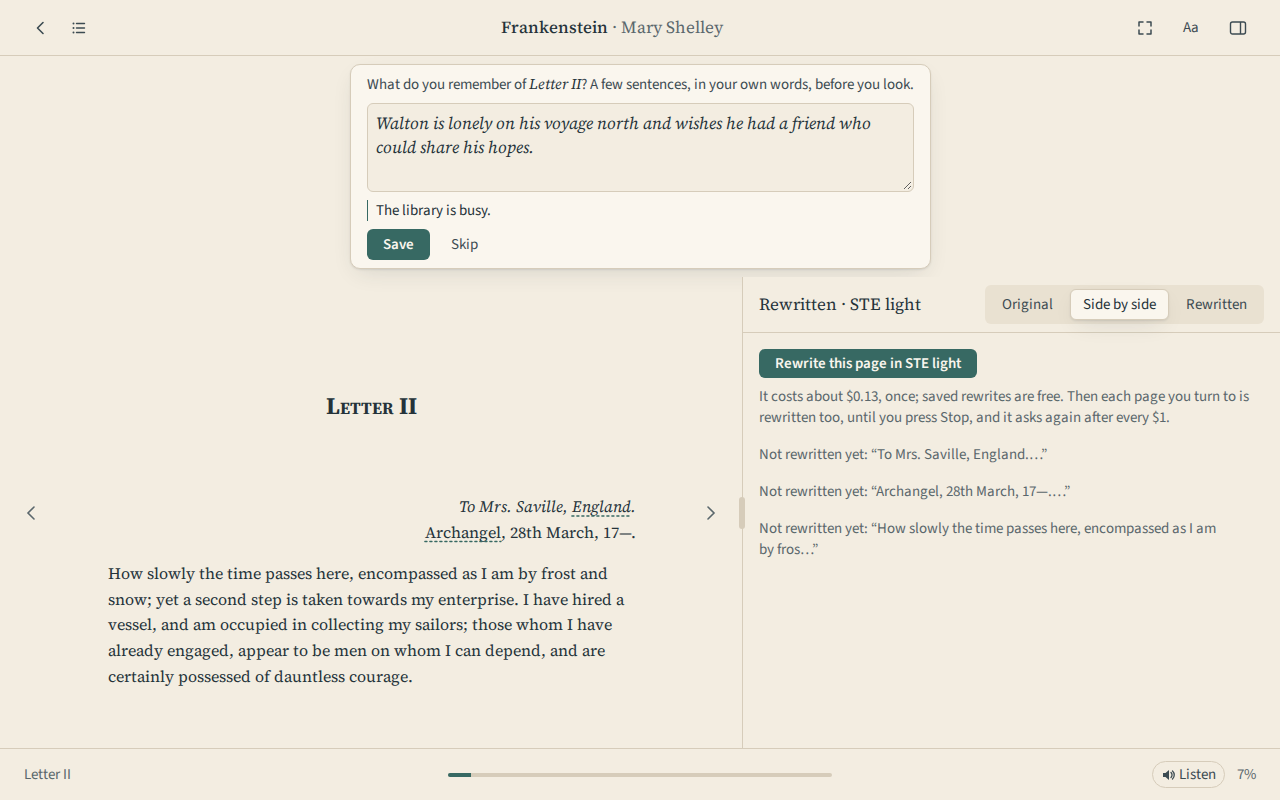 Frankenstein · Mary Shelley
Aa
What do you remember of Letter II? A few sentences, in your own words, before you look.
Walton is lonely on his voyage north and wishes he had a friend who
could share his hopes.
The library is busy.
Save
Skip
Rewritten · STE light
Original
Side by side
Rewritten
Rewrite this page in STE light
It costs about $0.13, once; saved rewrites are free. Then each page you turn to is
rewritten too, until you press Stop, and it asks again after every $1.
Not rewritten yet: “To Mrs. Saville, England.…”
Not rewritten yet: “Archangel, 28th March, 17—.…”
Not rewritten yet: “How slowly the time passes here, encompassed as I am
by fros…”
Letter II
To Mrs. Saville, England.
Archangel, 28th March, 17—.
How slowly the time passes here, encompassed as I am by frost and
snow; yet a second step is taken towards my enterprise. I have hired a
vessel, and am occupied in collecting my sailors; those whom I have
already engaged, appear to be men on whom I can depend, and are
certainly possessed of dauntless courage.
Letter II
Listen
7%